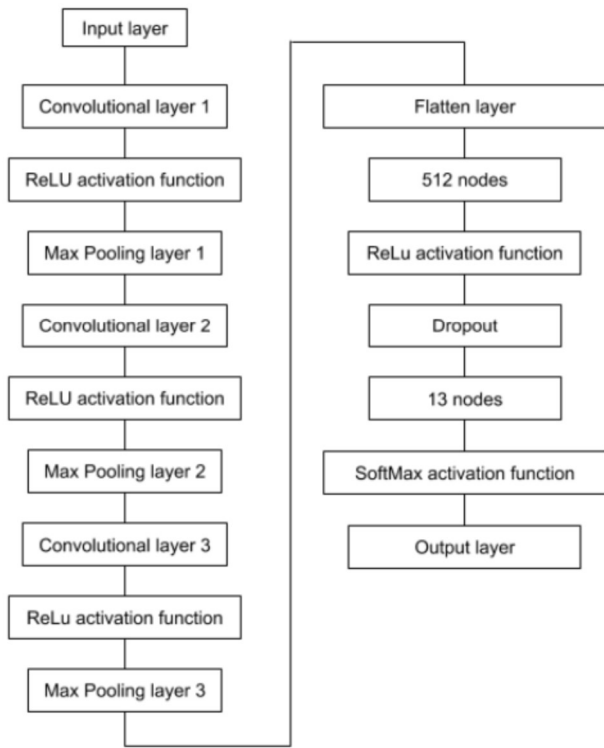 Input layer
Convolutional layer 1
ReLU activation function
Max Pooling layer 1
Convolutional layer 2
ReLU activation function
Max Pooling layer 2
Convolutional layer 3
ReLu activation function
Max Pooling layer 3
Flatten layer
512 nodes
ReLu activation function
Dropout
13 nodes
SoftMax activation function
Output layer